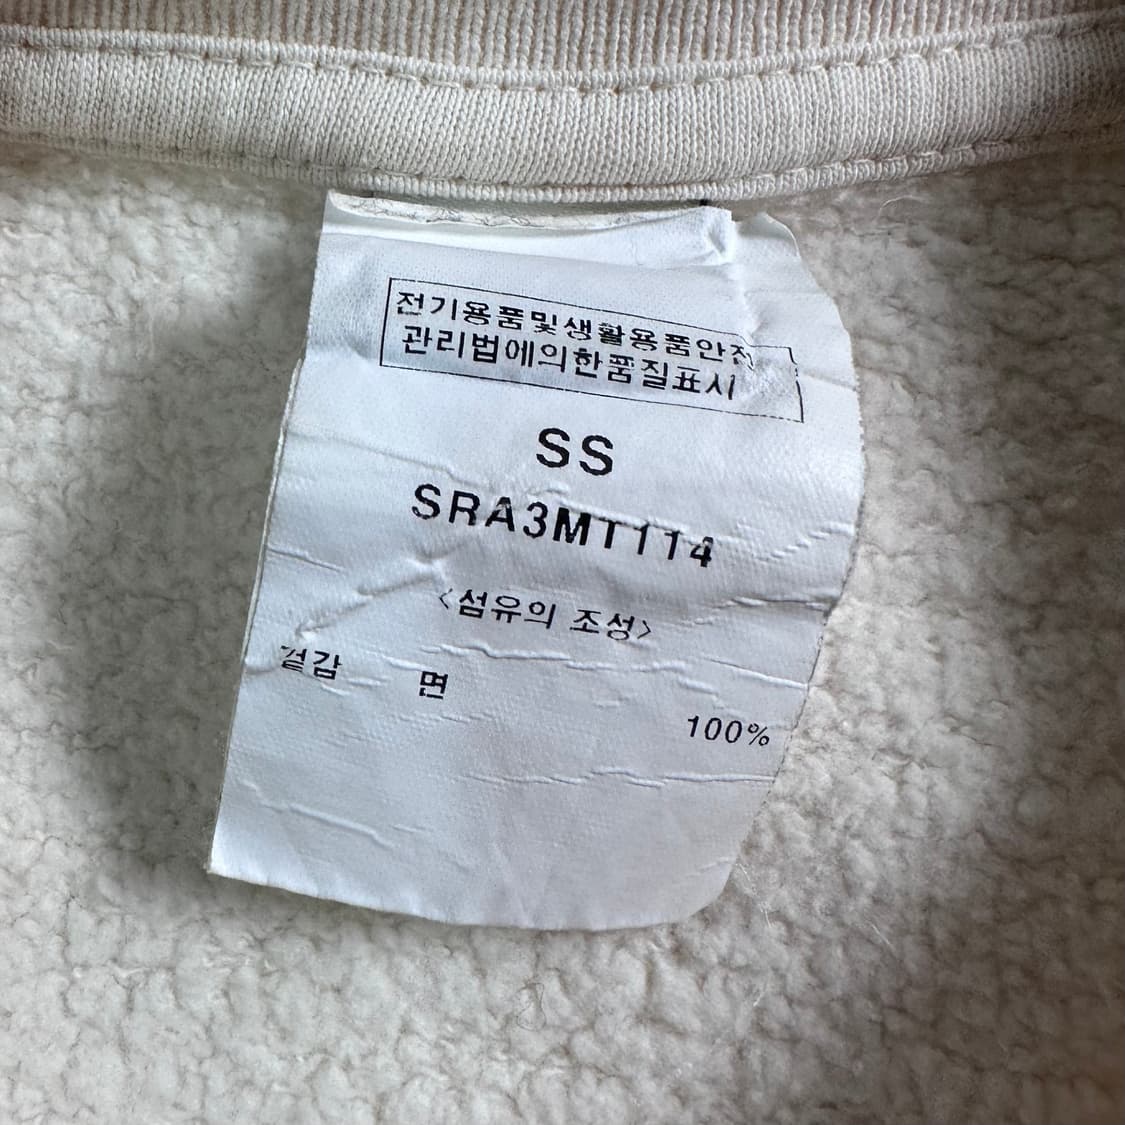 전기용품및생활용품안전
관리법에의한품질표시
SS
SRA3MT114
<섬유의 조성>
겉감 면
100%